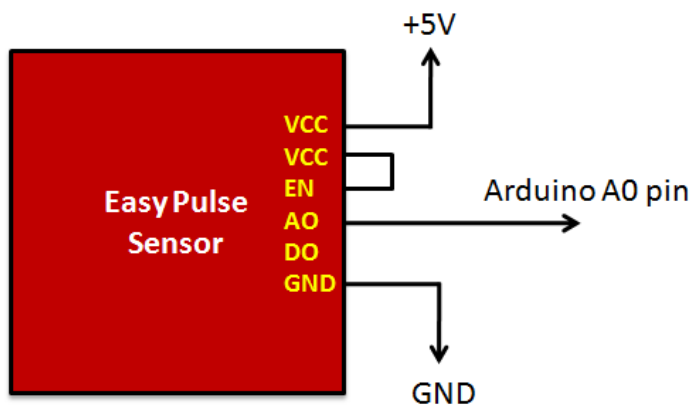 +5V
VCC
VCC
EN
AO
DO
GND
Easy Pulse
Sensor
Arduino A0 pin
GND